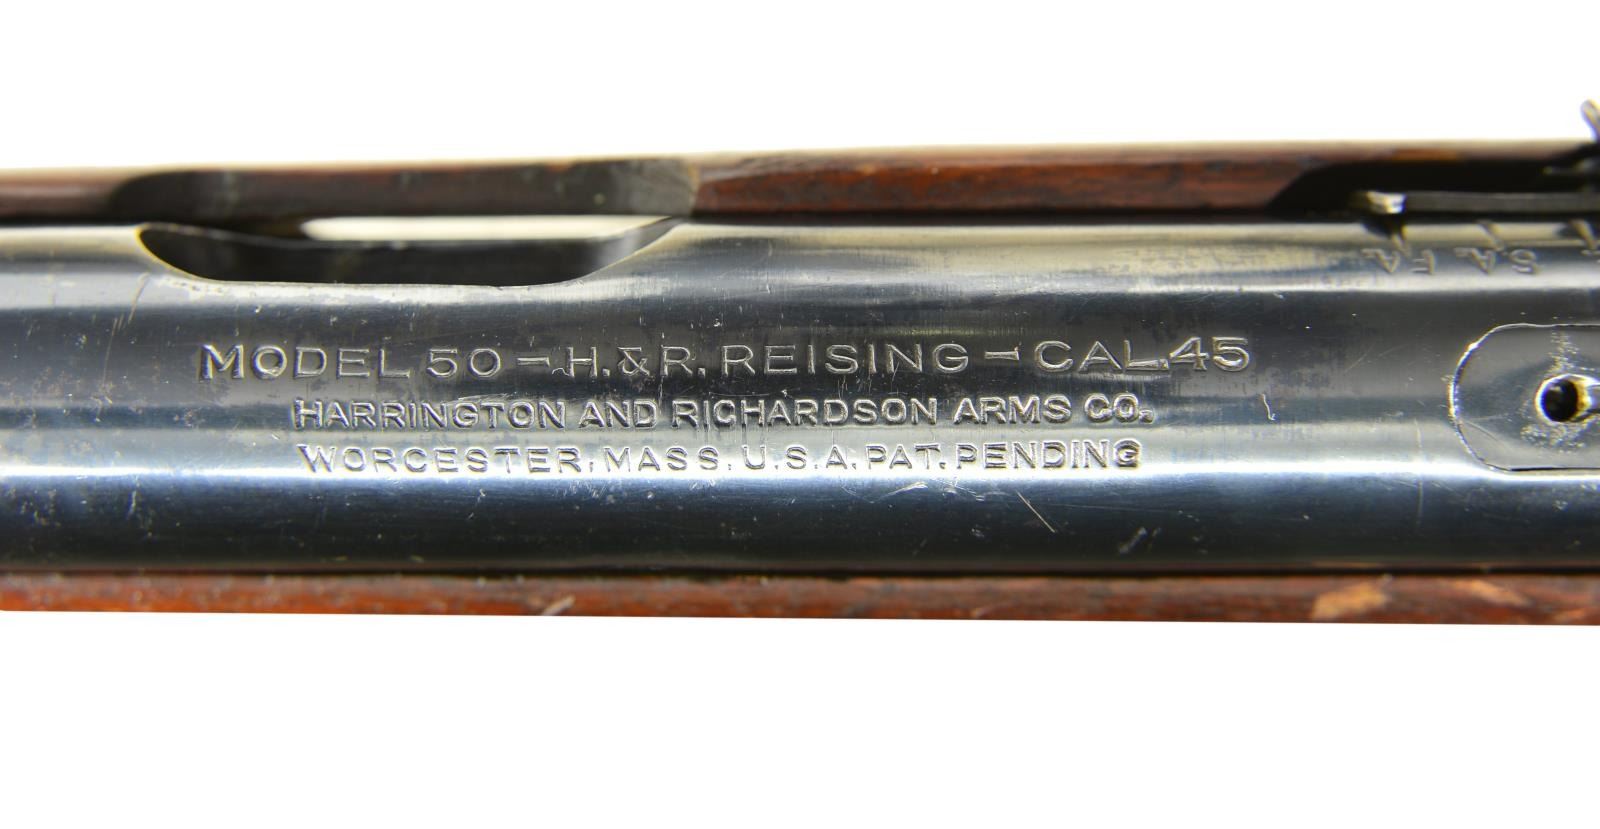 MODEL 50 - H.&R. REISING - CAL.45
HARRINGTON AND RICHARDSON ARMS CO.
WORCESTER, MASS. U.S.A. PAT. PENDING
S.A. F.A.